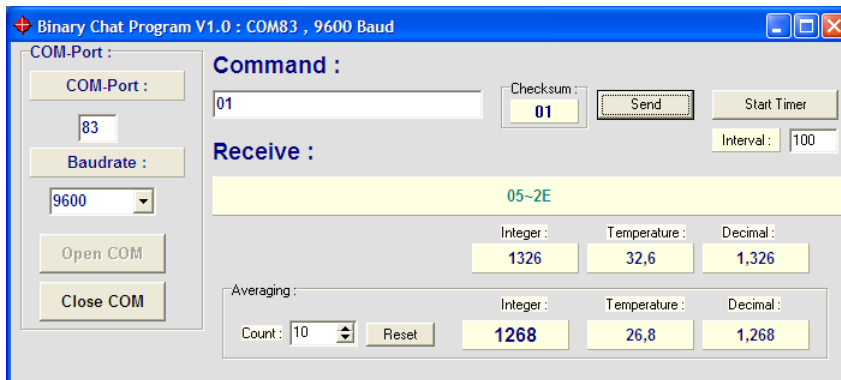 Binary Chat Program V1.0 : COM83 , 9600 Baud
COM-Port :
COM-Port :
83
Baudrate :
9600
Open COM
Close COM
Command :
01
Checksum :
01
Send
Start Timer
Interval : 100
Receive :
05~2E
Integer : Temperature : Decimal :
1326 32,6 1,326
Averaging :
Integer : Temperature : Decimal :
Count : 10 Reset 1268 26,8 1,268